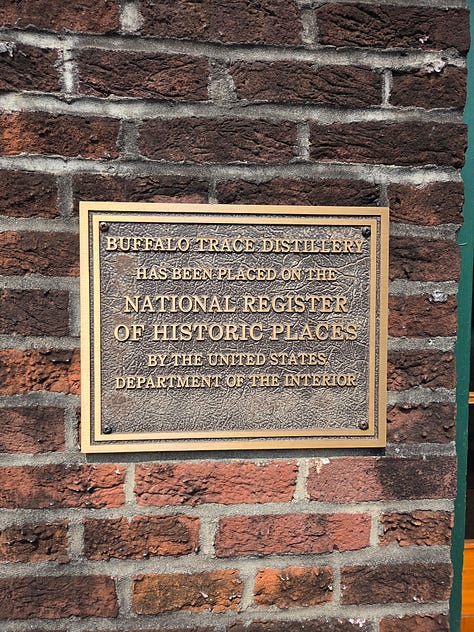 BUFFALO TRACE DISTILLERY
HAS BEEN PLACED ON THE
NATIONAL REGISTER
OF HISTORIC PLACES
BY THE UNITED STATES
DEPARTMENT OF THE INTERIOR